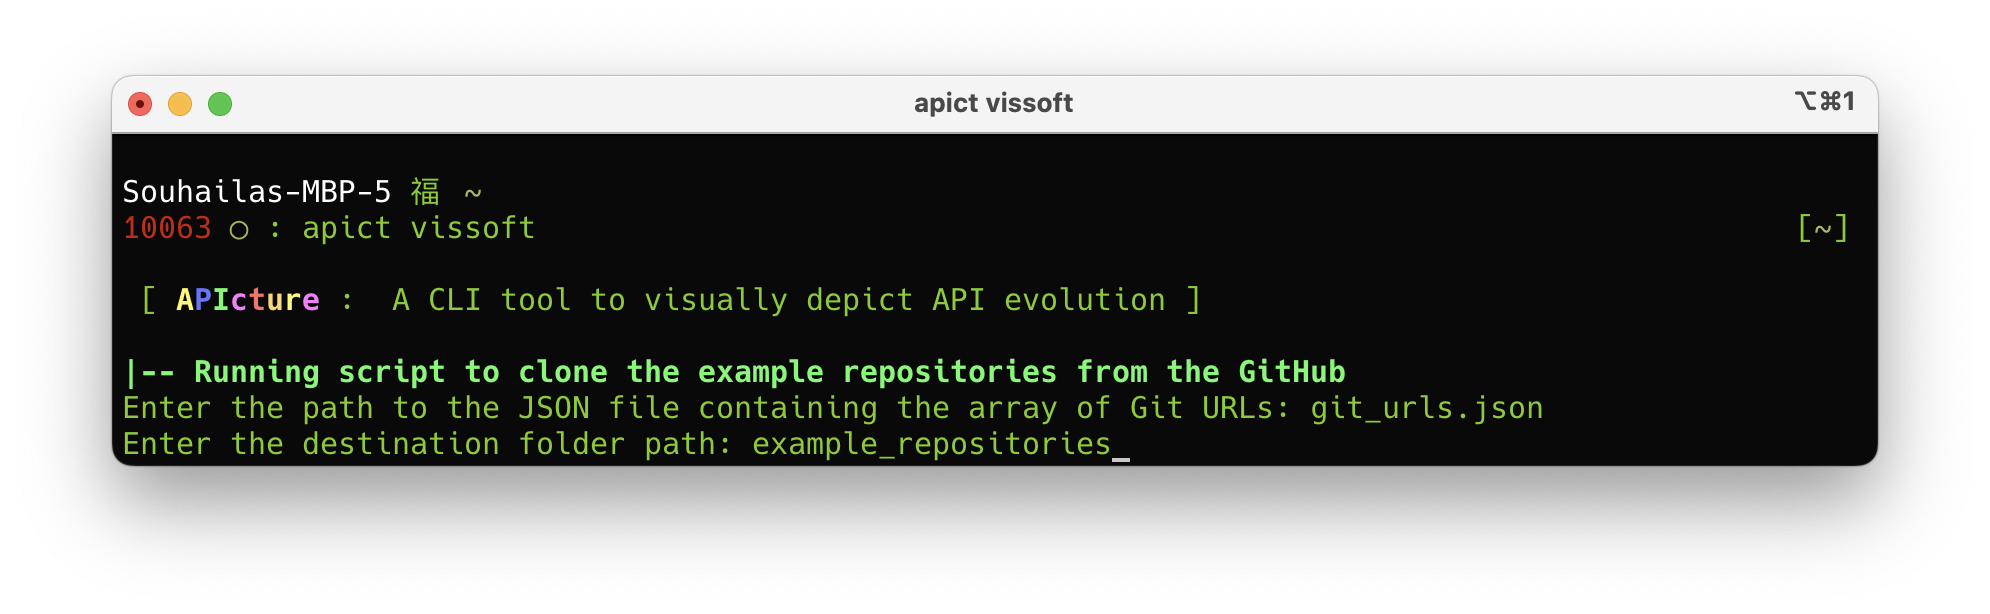 apict vissoft ⌥⌘1
Souhailas-MBP-5 福 ~
10063 ○ : apict vissoft [~]
[ APIcture :  A CLI tool to visually depict API evolution ]
|-- Running script to clone the example repositories from the GitHub
Enter the path to the JSON file containing the array of Git URLs: git_urls.json
Enter the destination folder path: example_repositories_